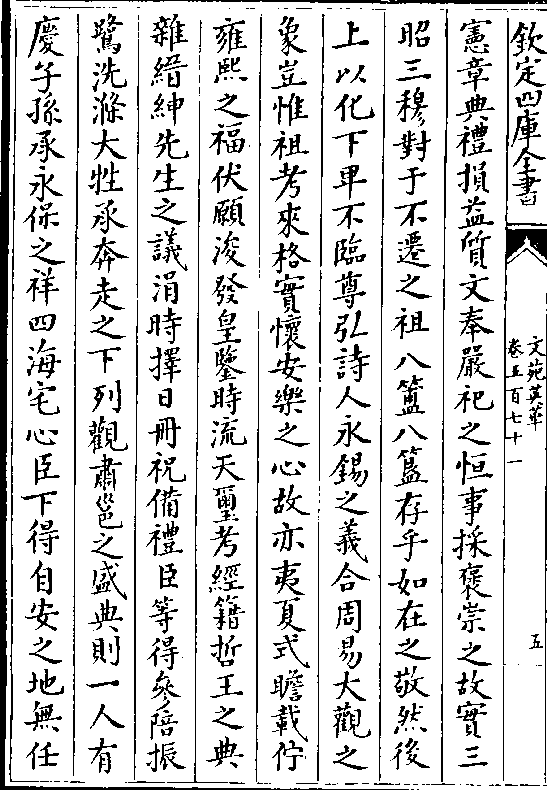 欽定四庫全書
文苑英華
卷五百七十一
五
憲章典禮損益質文奉嚴祀之恒事採褒崇之故實三
昭三穆對于不遷之祖八簠八簋存乎如在之敬然後
上以化下卑不臨尊弘詩人永錫之義合周易大觀之
象豈惟祖考來格實懷安樂之心故亦夷夏式瞻載佇
雍熙之福伏願浚發皇鑒時流天璽考經籍哲王之典
雜縉紳先生之議涓時擇日冊祝備禮臣等得參陪振
鷺洗滌大牲承奔走之下列觀肅邕之盛典則一人有
慶子孫承永保之祥四海宅心臣下得自安之地無任